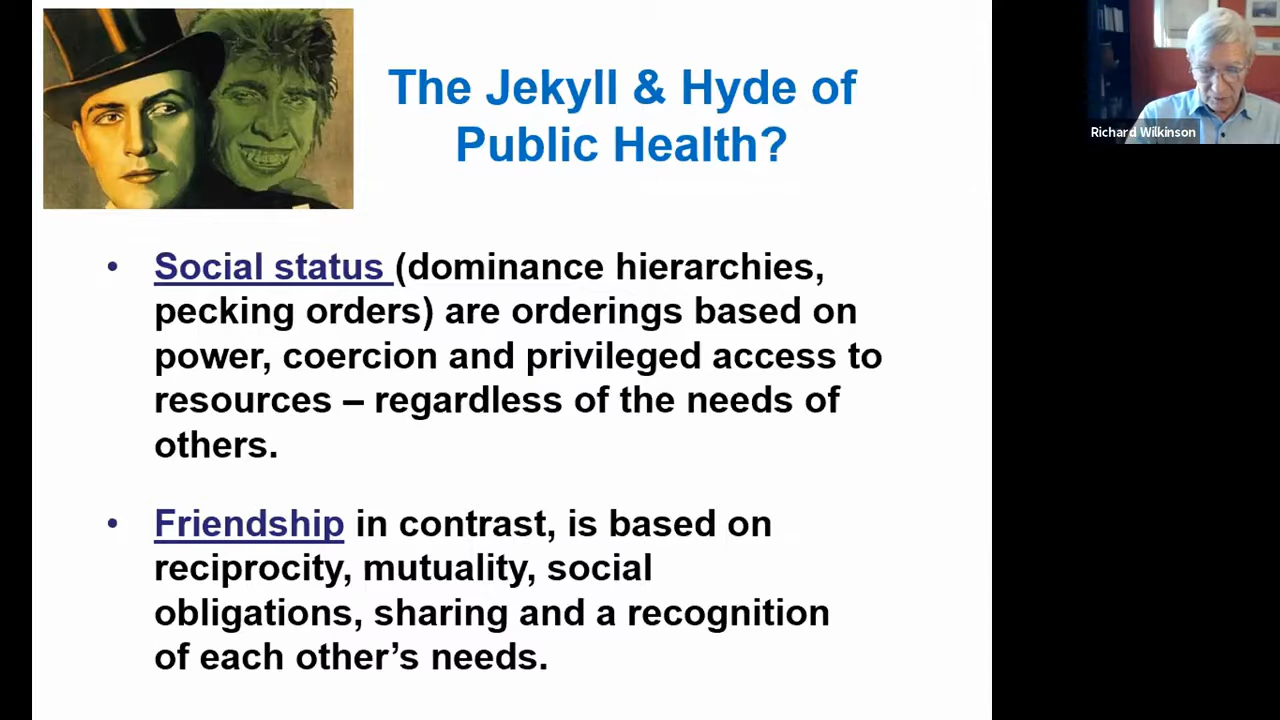 The Jekyll & Hyde of
Public Health?
Richard Wilkinson
• Social status (dominance hierarchies,
pecking orders) are orderings based on
power, coercion and privileged access to
resources – regardless of the needs of
others.
• Friendship in contrast, is based on
reciprocity, mutuality, social
obligations, sharing and a recognition
of each other’s needs.